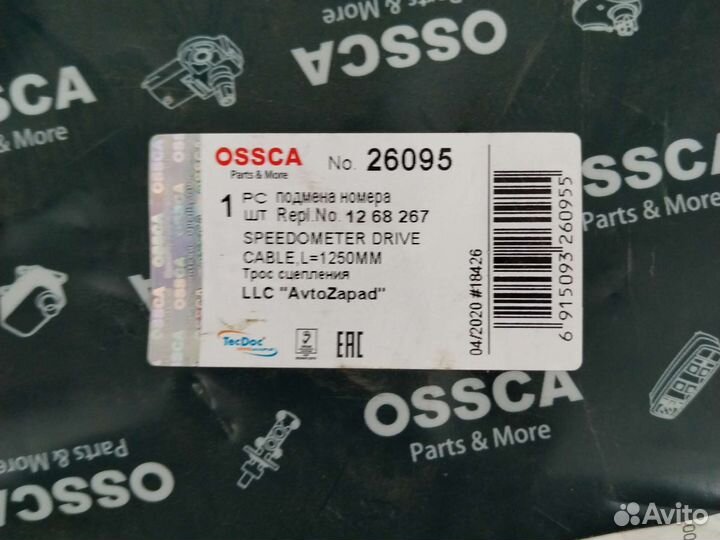 & More
OSSCA
OSSCA
Parts & More
SSCA
s & More
OSSCA
Parts & More
No. 26095
1 PC подмена номера
шт Repl.No. 12 68 267
SPEEDOMETER DRIVE
CABLE,L=1250MM
Трос сцепления
LLC "AvtoZapad"
TecDoc
EAC
04/2020 #18426
6 915093 260955
OSSCA
Parts & More
OSSCA
Parts & More
Avito